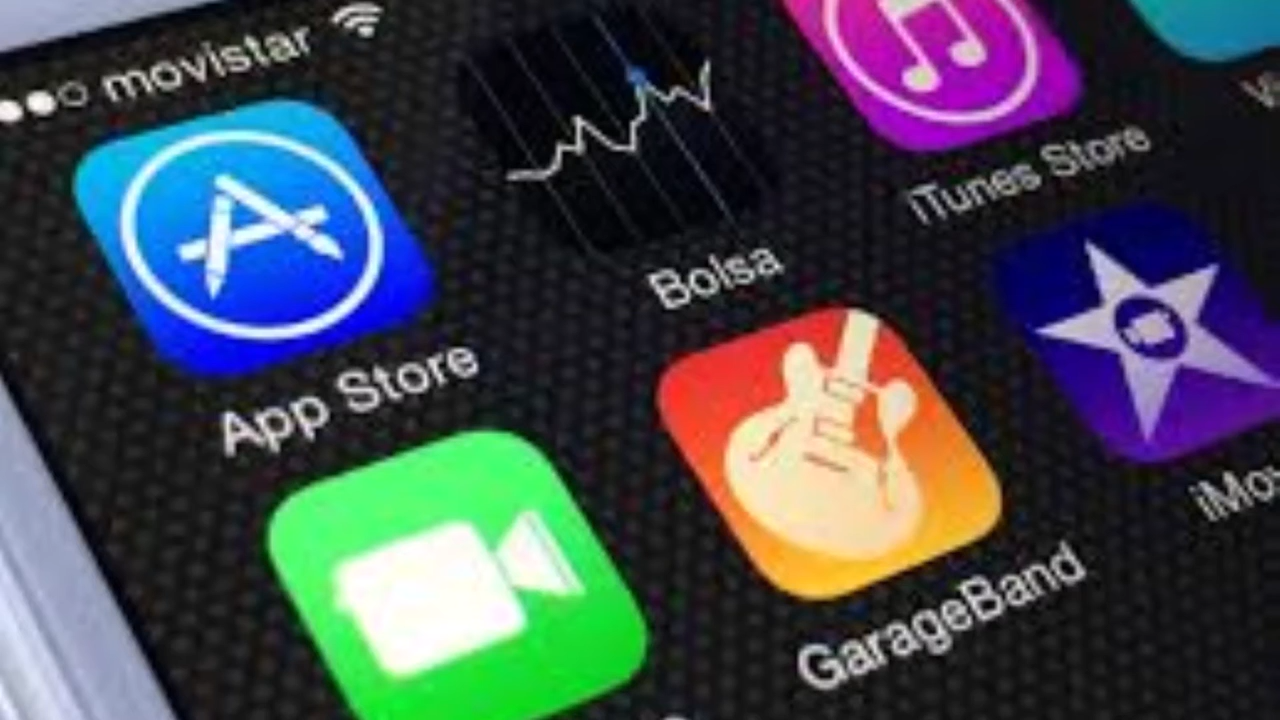 movistar
App Store
Bolsa
iTunes Store
GarageBand